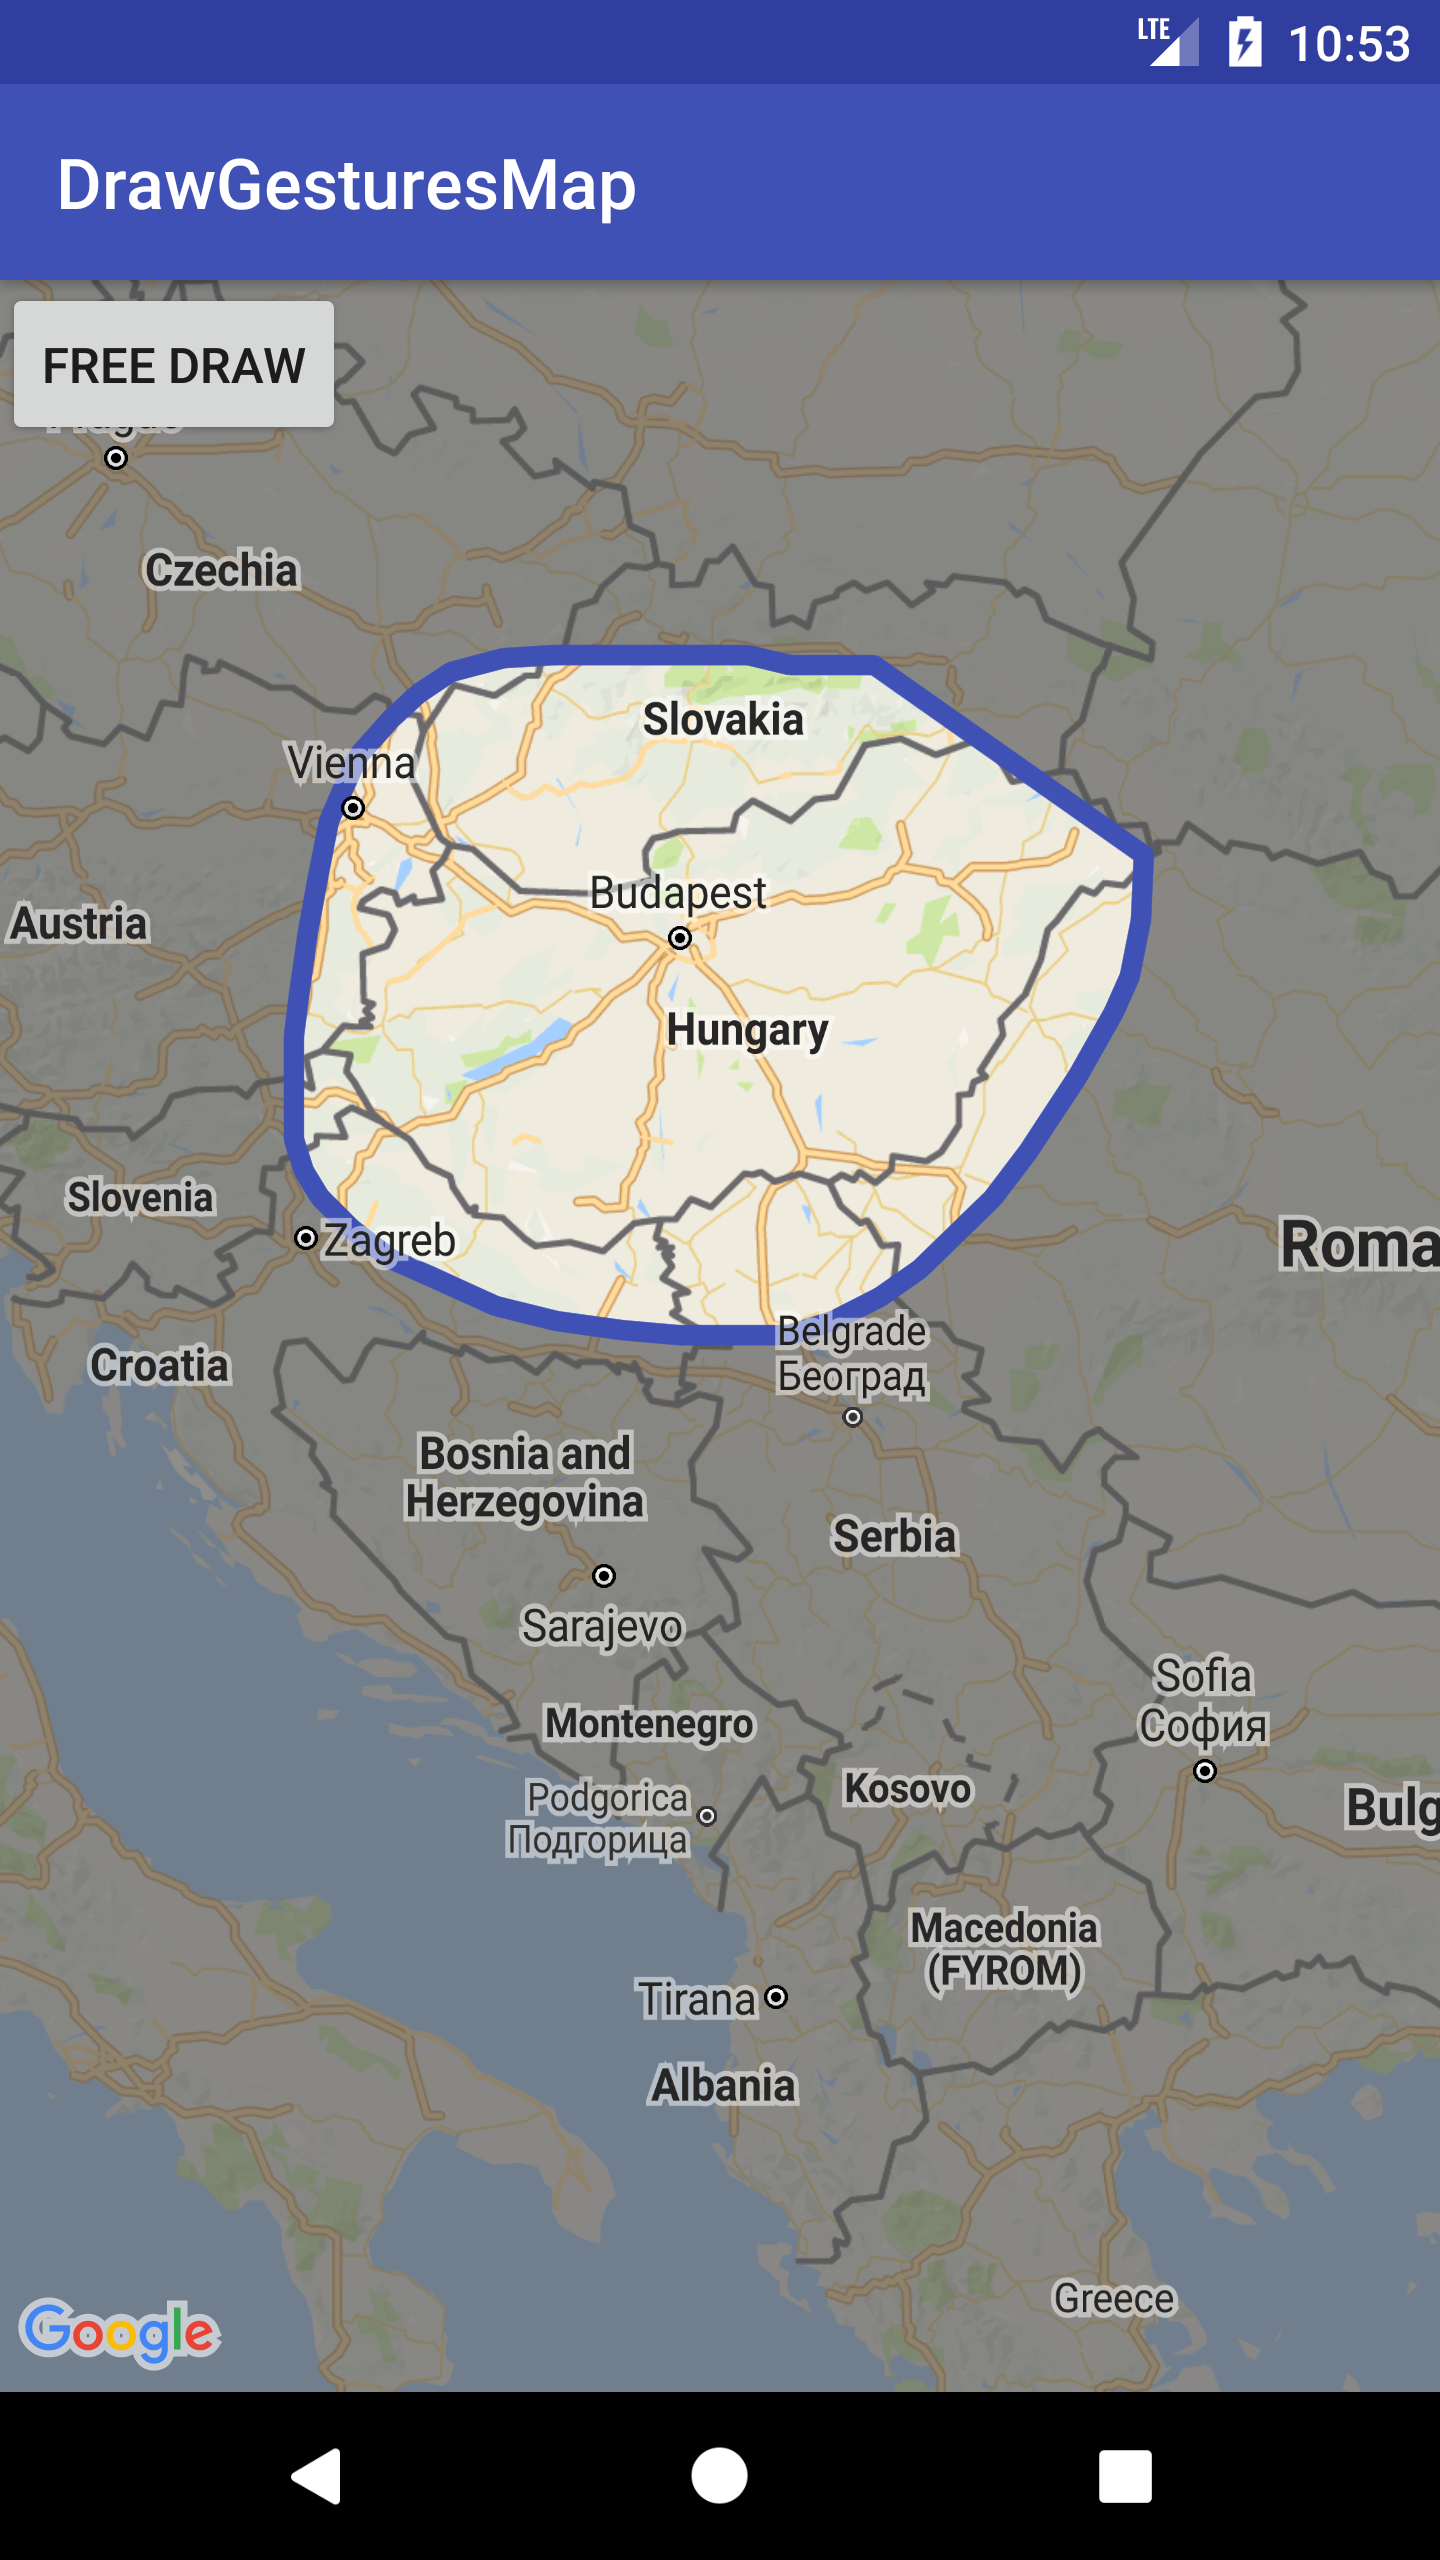 LTE 10:53
DrawGesturesMap
FREE DRAW
Czechia
Slovakia
Vienna
Budapest
Austria
Hungary
Slovenia
Zagreb
Roma
Belgrade
Београд
Croatia
Bosnia and
Herzegovina
Serbia
Sarajevo
Sofia
София
Montenegro
Kosovo
Podgorica
Подгорица
Bulg
Macedonia
(FYROM)
Tirana
Albania
Greece
Google